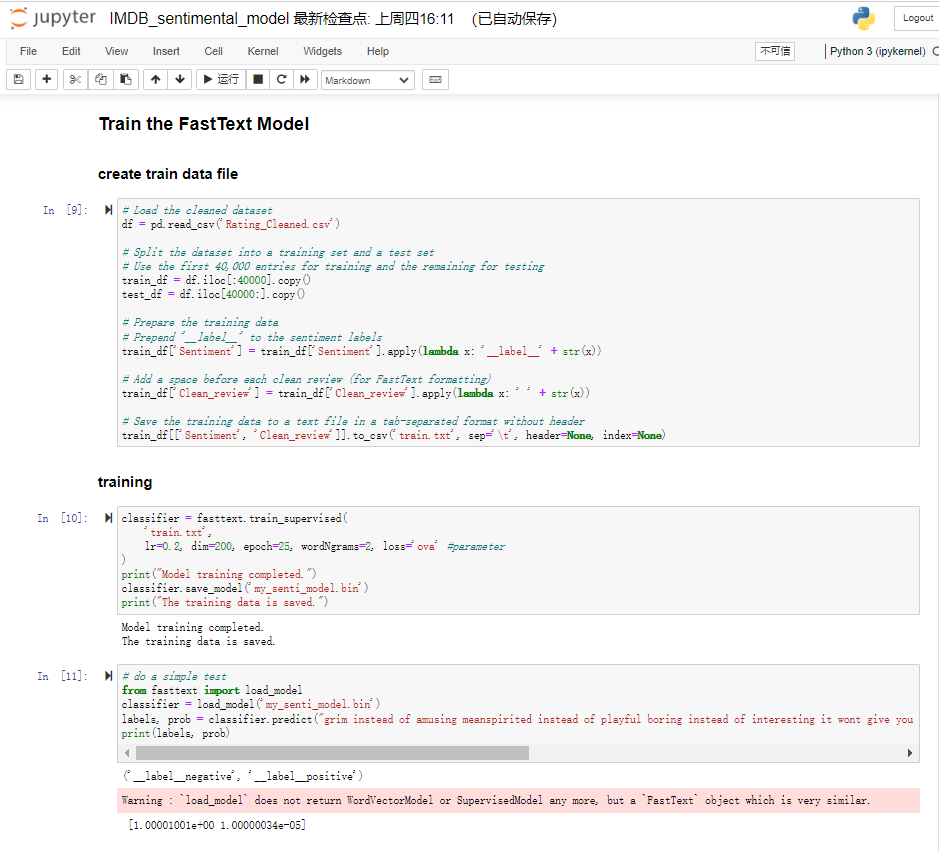 jupyter IMDB_sentimental_model 最新检查点: 上周四16:11 (已自动保存) Logout
File Edit View Insert Cell Kernel Widgets Help 不可信 Python 3 (ipykernel)
运行 Markdown
Train the FastText Model
create train data file
In [9]: # Load the cleaned dataset
df = pd.read_csv('Rating_Cleaned.csv')
# Split the dataset into a training set and a test set
# Use the first 40,000 entries for training and the remaining for testing
train_df = df.iloc[:40000].copy()
test_df = df.iloc[40000:].copy()
# Prepare the training data
# Prepend '__label__' to the sentiment labels
train_df['Sentiment'] = train_df['Sentiment'].apply(lambda x: '__label__' + str(x))
# Add a space before each clean review (for FastText formatting)
train_df['Clean_review'] = train_df['Clean_review'].apply(lambda x: ' ' + str(x))
# Save the training data to a text file in a tab-separated format without header
train_df[['Sentiment', 'Clean_review']].to_csv('train.txt', sep='\t', header=None, index=None)
training
In [10]: classifier = fasttext.train_supervised(
'train.txt',
lr=0.2, dim=200, epoch=25, wordNgrams=2, loss='ova' #parameter
)
print("Model training completed.")
classifier.save_model('my_senti_model.bin')
print("The training data is saved.")
Model training completed.
The training data is saved.
In [11]: # do a simple test
from fasttext import load_model
classifier = load_model('my_senti_model.bin')
labels, prob = classifier.predict("grim instead of amusing meanspirited instead of playful boring instead of interesting it wont give you
print(labels, prob)
('__label__negative', '__label__positive')
Warning : `load_model` does not return WordVectorModel or SupervisedModel any more, but a `FastText` object which is very similar.
[1.00001001e+00 1.00000034e-05]